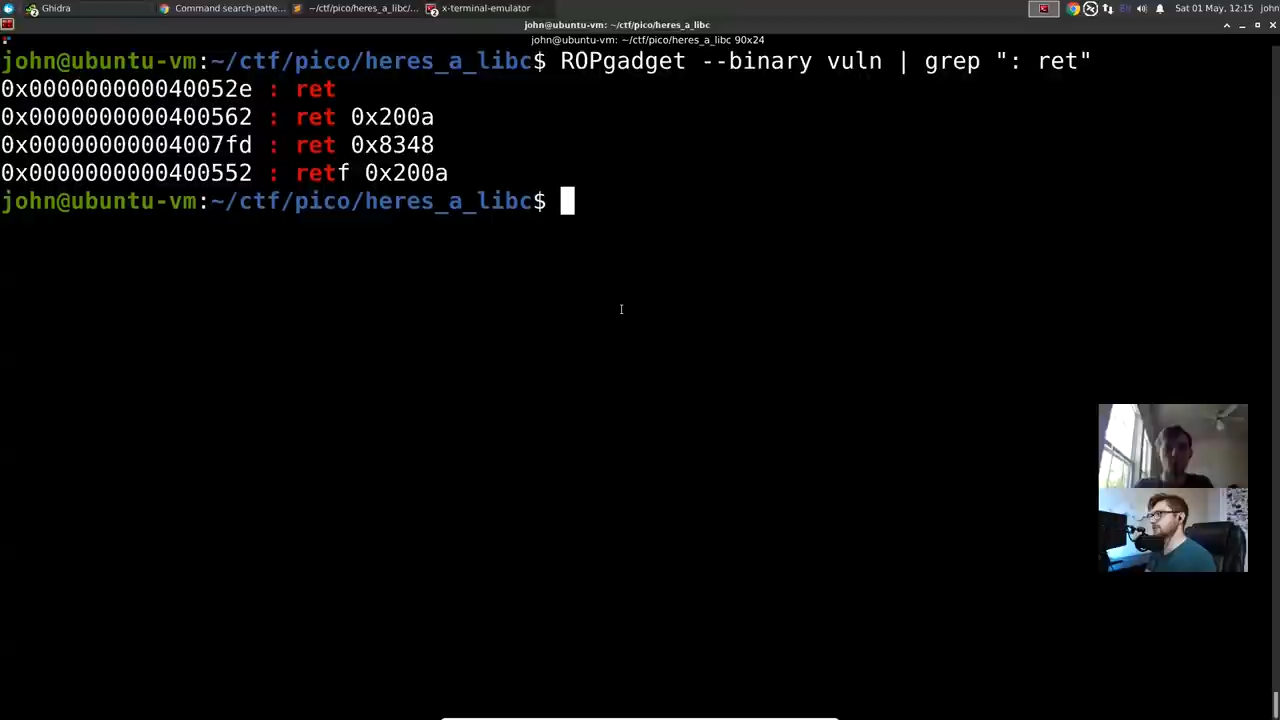 Ghidra
Command search-patte...
~/ctf/pico/heres_a_libc/...
x-terminal-emulator
Sat 01 May, 12:15 john
john@ubuntu-vm: ~/ctf/pico/heres_a_libc
john@ubuntu-vm: ~/ctf/pico/heres_a_libc 90x24
john@ubuntu-vm:~/ctf/pico/heres_a_libc$ ROPgadget --binary vuln | grep ": ret"
0x000000000040052e : ret
0x0000000000400562 : ret 0x200a
0x00000000004007fd : ret 0x8348
0x0000000000400552 : retf 0x200a
john@ubuntu-vm:~/ctf/pico/heres_a_libc$